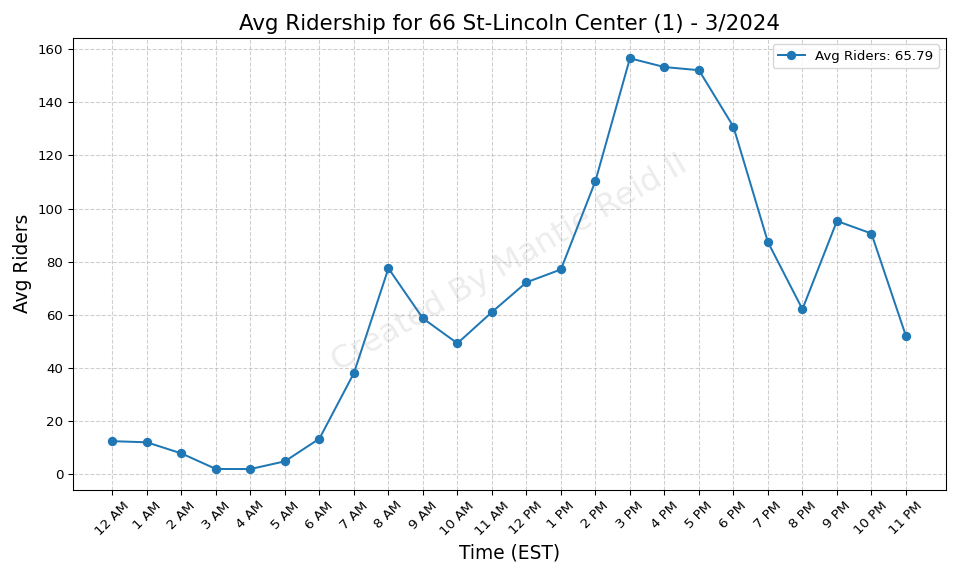 Avg Ridership for 66 St-Lincoln Center (1) - 3/2024
Avg Riders: 65.79
160
140
120
100
80
60
40
20
0
Avg Riders
Created By Mantic Reid II
12 AM
1 AM
2 AM
3 AM
4 AM
5 AM
6 AM
7 AM
8 AM
9 AM
10 AM
11 AM
12 PM
1 PM
2 PM
3 PM
4 PM
5 PM
6 PM
7 PM
8 PM
9 PM
10 PM
11 PM
Time (EST)